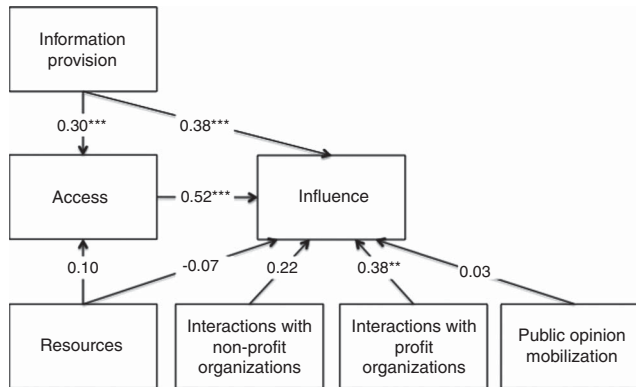 Information
provision
0.30***
0.38***
Access
0.52***
Influence
0.10
-0.07
0.22
0.38**
0.03
Resources
Interactions with
non-profit
organizations
Interactions with
profit
organizations
Public opinion
mobilization